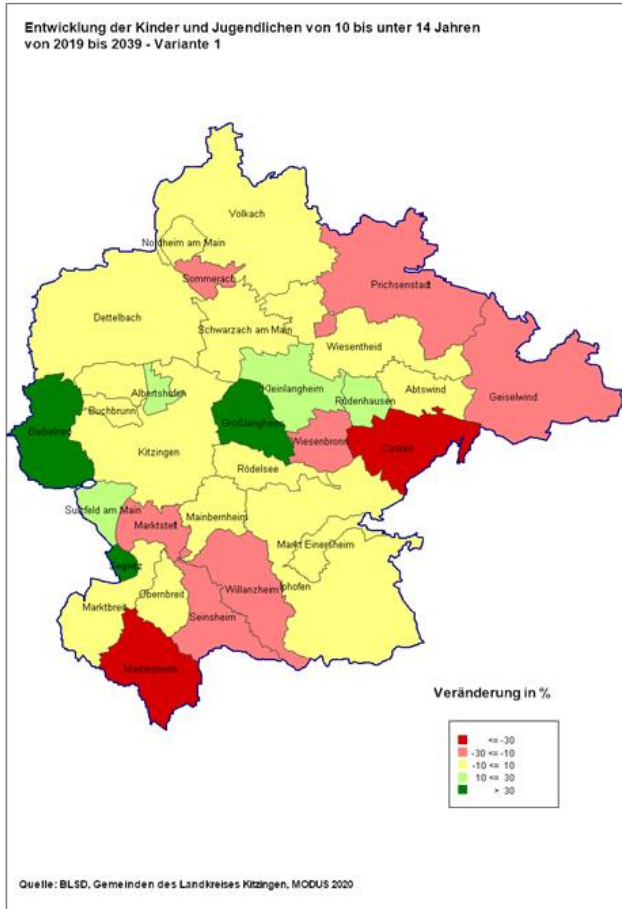 Entwicklung der Kinder und Jugendlichen von 10 bis unter 14 Jahren
von 2019 bis 2039 - Variante 1
Volkach
Nordheim am Main
Sommerach
Prichsenstadt
Dettelbach
Schwarzach am Main
Wiesentheid
Kleinlangheim
Abtswind
Albertshofen
Rüdenhausen
Geiselwind
Buchbrunn
Biebelried
Großlangheim
Wiesenbronn
Castell
Kitzingen
Rödelsee
Sulzfeld am Main
Mainbernheim
Marktsteft
Markt Einersheim
Segnitz
Willanzheim
Iphofen
Obernbreit
Marktbreit
Seinsheim
Martinsheim
Veränderung in %
<= -30
-30 <= -10
-10 <= 10
10 <= 30
> 30
Quelle: BLSD, Gemeinden des Landkreises Kitzingen, MODUS 2020